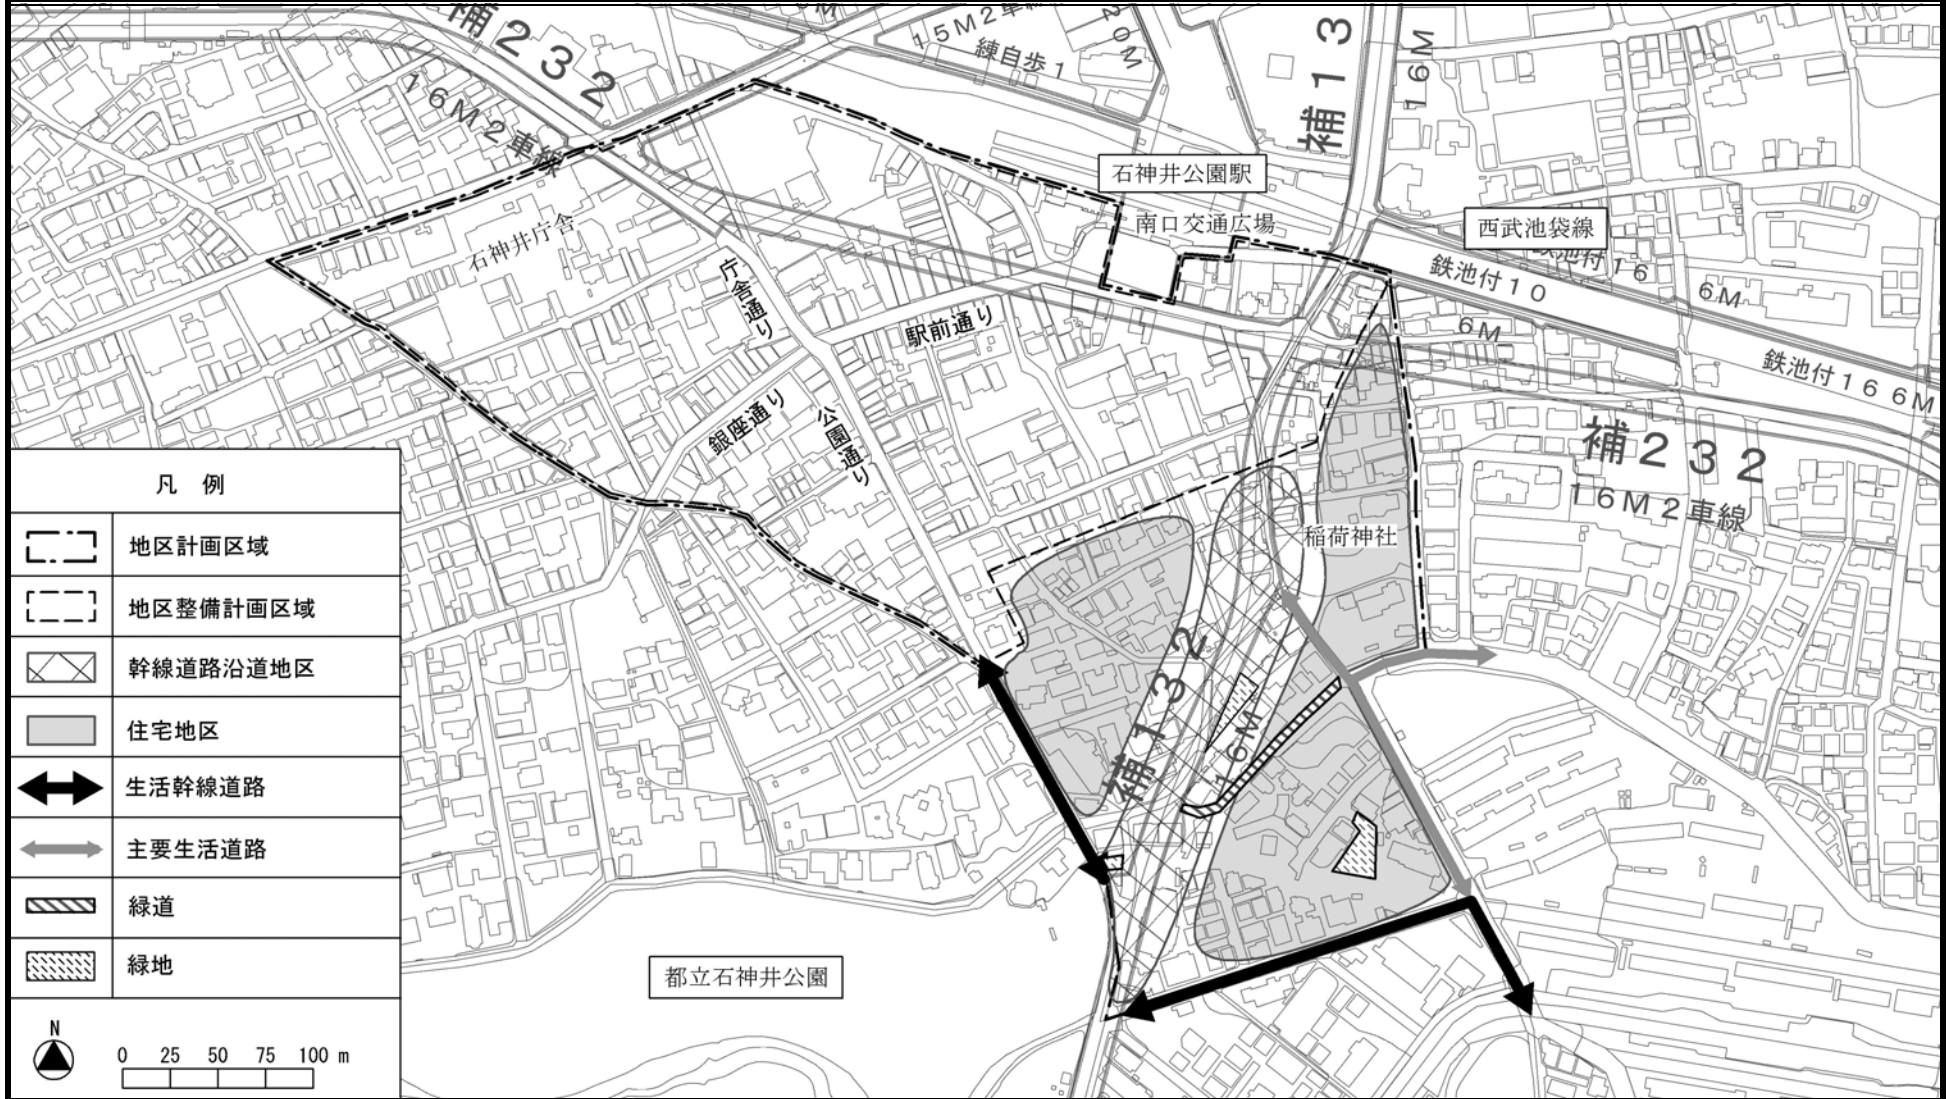 補２３２
１６Ｍ２車線
１５Ｍ２車線
練自歩１
２０Ｍ
補１３
１６Ｍ
石神井公園駅
南口交通広場
西武池袋線
鉄池付１６
鉄池付１０
６Ｍ
６Ｍ
鉄池付１６６Ｍ
石神井庁舎
庁舎通り
駅前通り
銀座通り
公園通り
補２３２
１６Ｍ２車線
稲荷神社
補１３２
１６Ｍ
都立石神井公園
凡 例
地区計画区域
地区整備計画区域
幹線道路沿道地区
住宅地区
生活幹線道路
主要生活道路
緑道
緑地
N
0 25 50 75 100 m